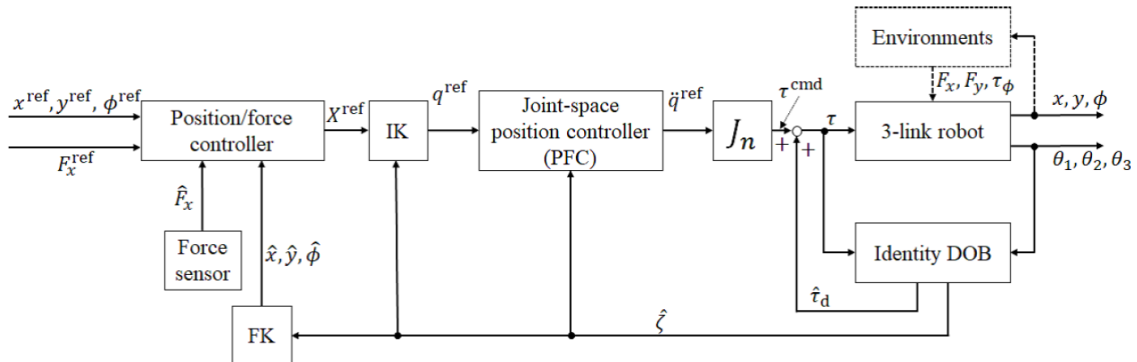 Environments
x^ref, y^ref, ϕ^ref
F_x^ref
Position/force
controller
X^ref
IK
q^ref
Joint-space
position controller
(PFC)
q̈^ref
J_n
τ^cmd
+
+
τ
F_x, F_y, τ_ϕ
3-link robot
x, y, ϕ
θ_1, θ_2, θ_3
F̂_x
Force
sensor
x̂, ŷ, ϕ̂
FK
ζ̂
τ̂_d
Identity DOB